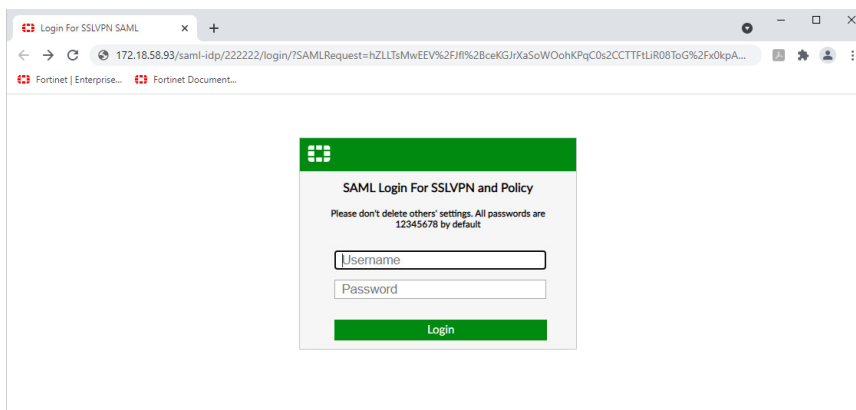 Login For SSLVPN SAML
172.18.58.93/saml-idp/222222/login/?SAMLRequest=hZLLTsMwEEV%2FJfl%2BceKGJrXaSoWOohKPqC0s2CCTTFtLiR08ToG%2Fx0kpA...
Fortinet | Enterprise...
Fortinet Document...
SAML Login For SSLVPN and Policy
Please don't delete others' settings. All passwords are
12345678 by default
Username
Password
Login